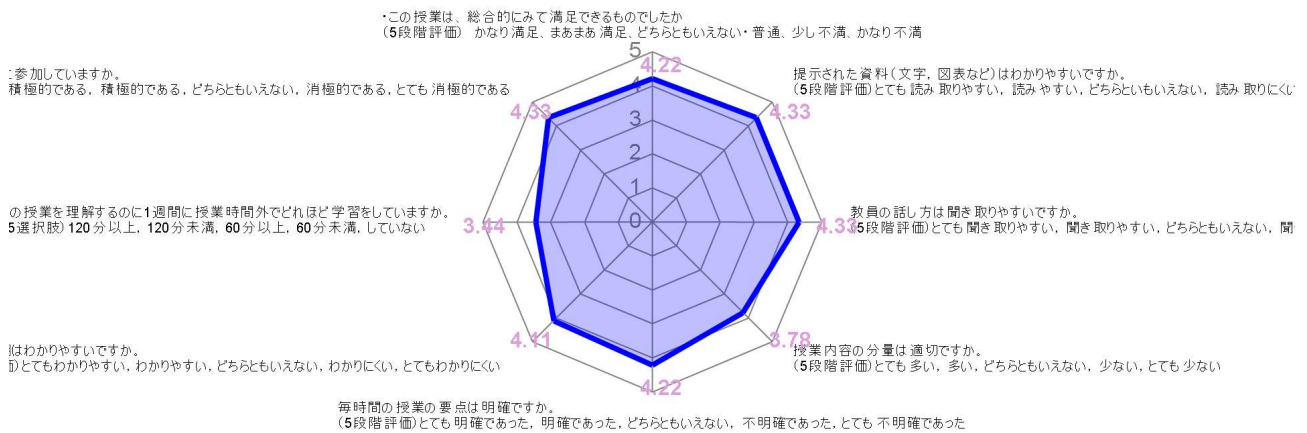 ・この授業は、総合的にみて満足できるものでしたか
(5段階評価) かなり満足、まあまあ満足、どちらともいえない・普通、少し不満、かなり不満
5
4.22
に参加していますか。
積極的である, 積極的である, どちらともいえない, 消極的である, とても消極的である
4.33
提示された資料(文字, 図表など)はわかりやすいですか。
(5段階評価)とても読み取りやすい, 読みやすい, どちらといもいえない, 読み取りにくい
4.33
4
3
2
1
0
の授業を理解するのに1週間に授業時間外でどれほど学習をしていますか。
5選択肢) 120分以上, 120分未満, 60分以上, 60分未満, していない
3.44
教員の話し方は聞き取りやすいですか。
(5段階評価)とても聞き取りやすい, 聞き取りやすい, どちらともいえない, 聞
4.33
はわかりやすいですか。
とてもわかりやすい, わかりやすい, どちらともいえない, わかりにくい, とてもわかりにくい
4.11
授業内容の分量は適切ですか。
(5段階評価)とても多い, 多い, どちらともいえない, 少ない, とても少ない
3.78
4.22
毎時間の授業の要点は明確ですか。
(5段階評価)とても明確であった, 明確であった, どちらともいえない, 不明確であった, とても不明確であった